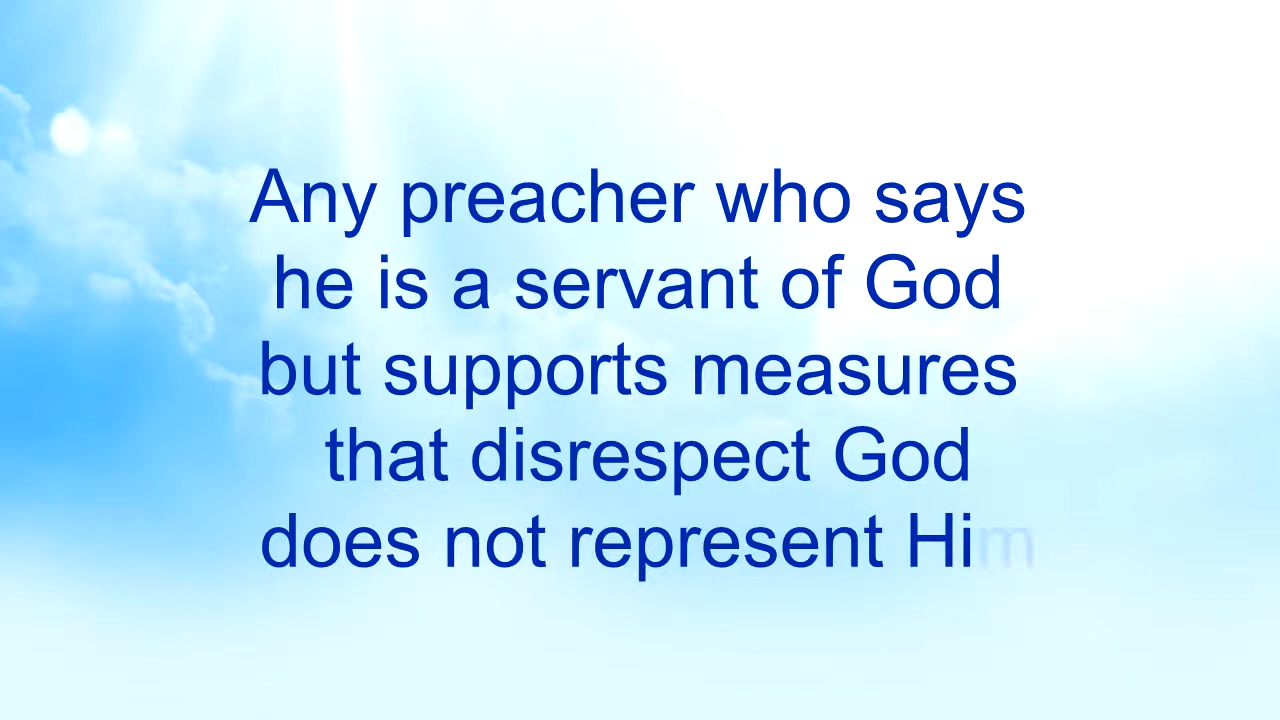 Any preacher who says
he is a servant of God
but supports measures
that disrespect God
does not represent Him